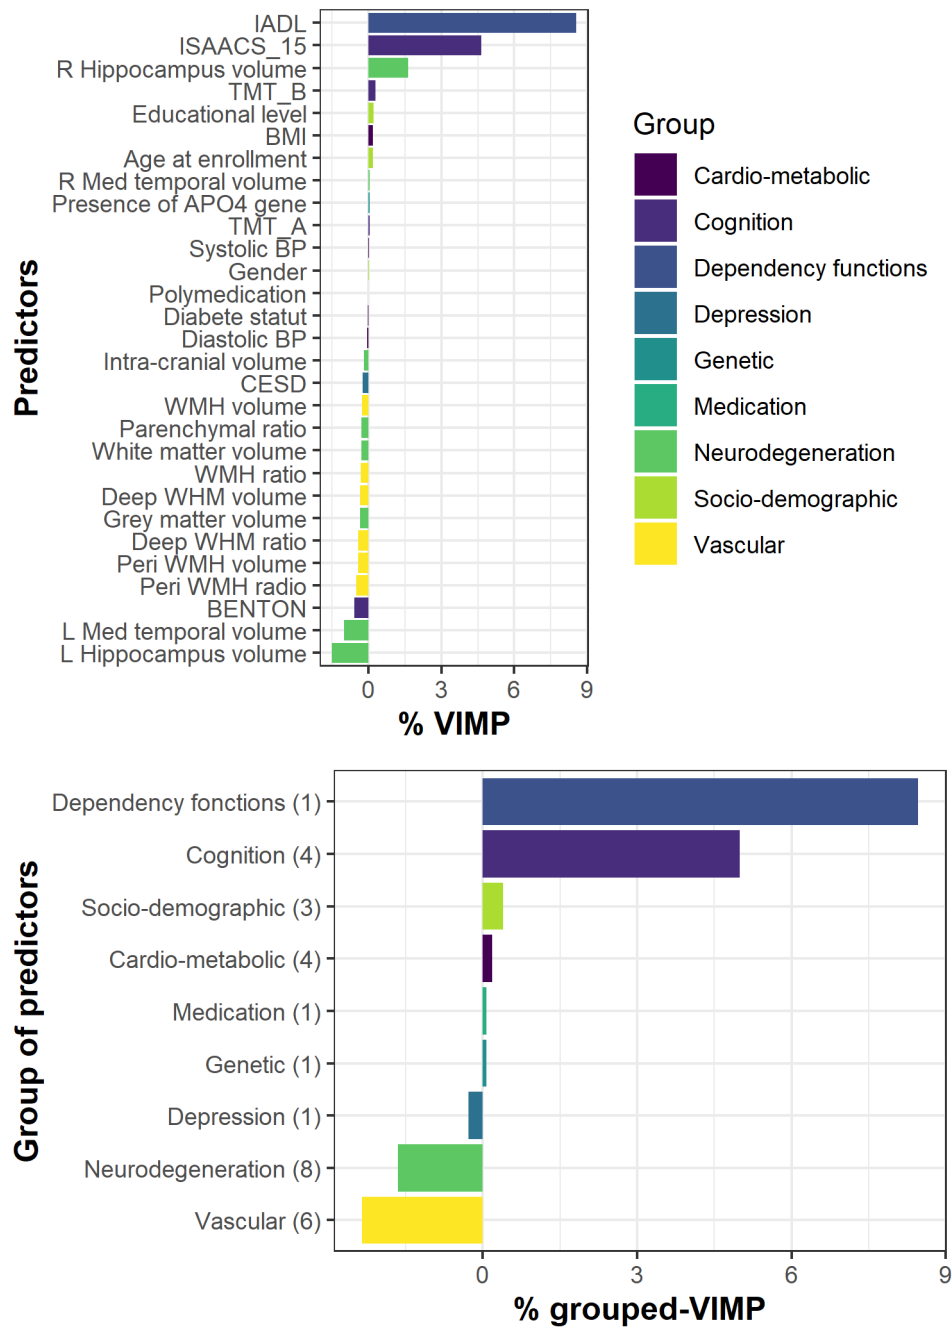 Predictors
IADL
ISAACS_15
R Hippocampus volume
TMT_B
Educational level
BMI
Age at enrollment
R Med temporal volume
Presence of APO4 gene
TMT_A
Systolic BP
Gender
Polymedication
Diabete statut
Diastolic BP
Intra-cranial volume
CESD
WMH volume
Parenchymal ratio
White matter volume
WMH ratio
Deep WHM volume
Grey matter volume
Deep WHM ratio
Peri WMH volume
Peri WMH radio
BENTON
L Med temporal volume
L Hippocampus volume
0 3 6 9
% VIMP
Group
Cardio-metabolic
Cognition
Dependency functions
Depression
Genetic
Medication
Neurodegeneration
Socio-demographic
Vascular
Group of predictors
Dependency fonctions (1)
Cognition (4)
Socio-demographic (3)
Cardio-metabolic (4)
Medication (1)
Genetic (1)
Depression (1)
Neurodegeneration (8)
Vascular (6)
0 3 6 9
% grouped-VIMP